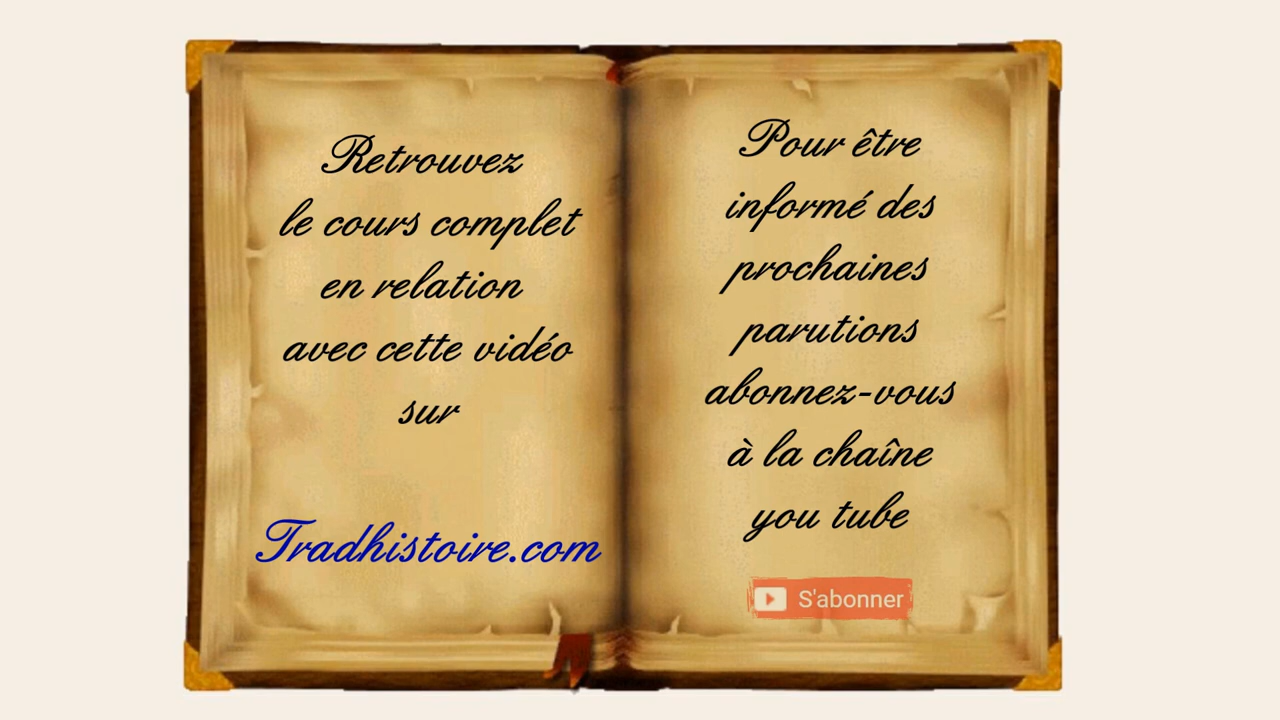 Retrouvez
le cours complet
en relation
avec cette vidéo
sur
Tradhistoire.com
Pour être
informé des
prochaines
parutions
abonnez-vous
à la chaîne
you tube
S'abonner